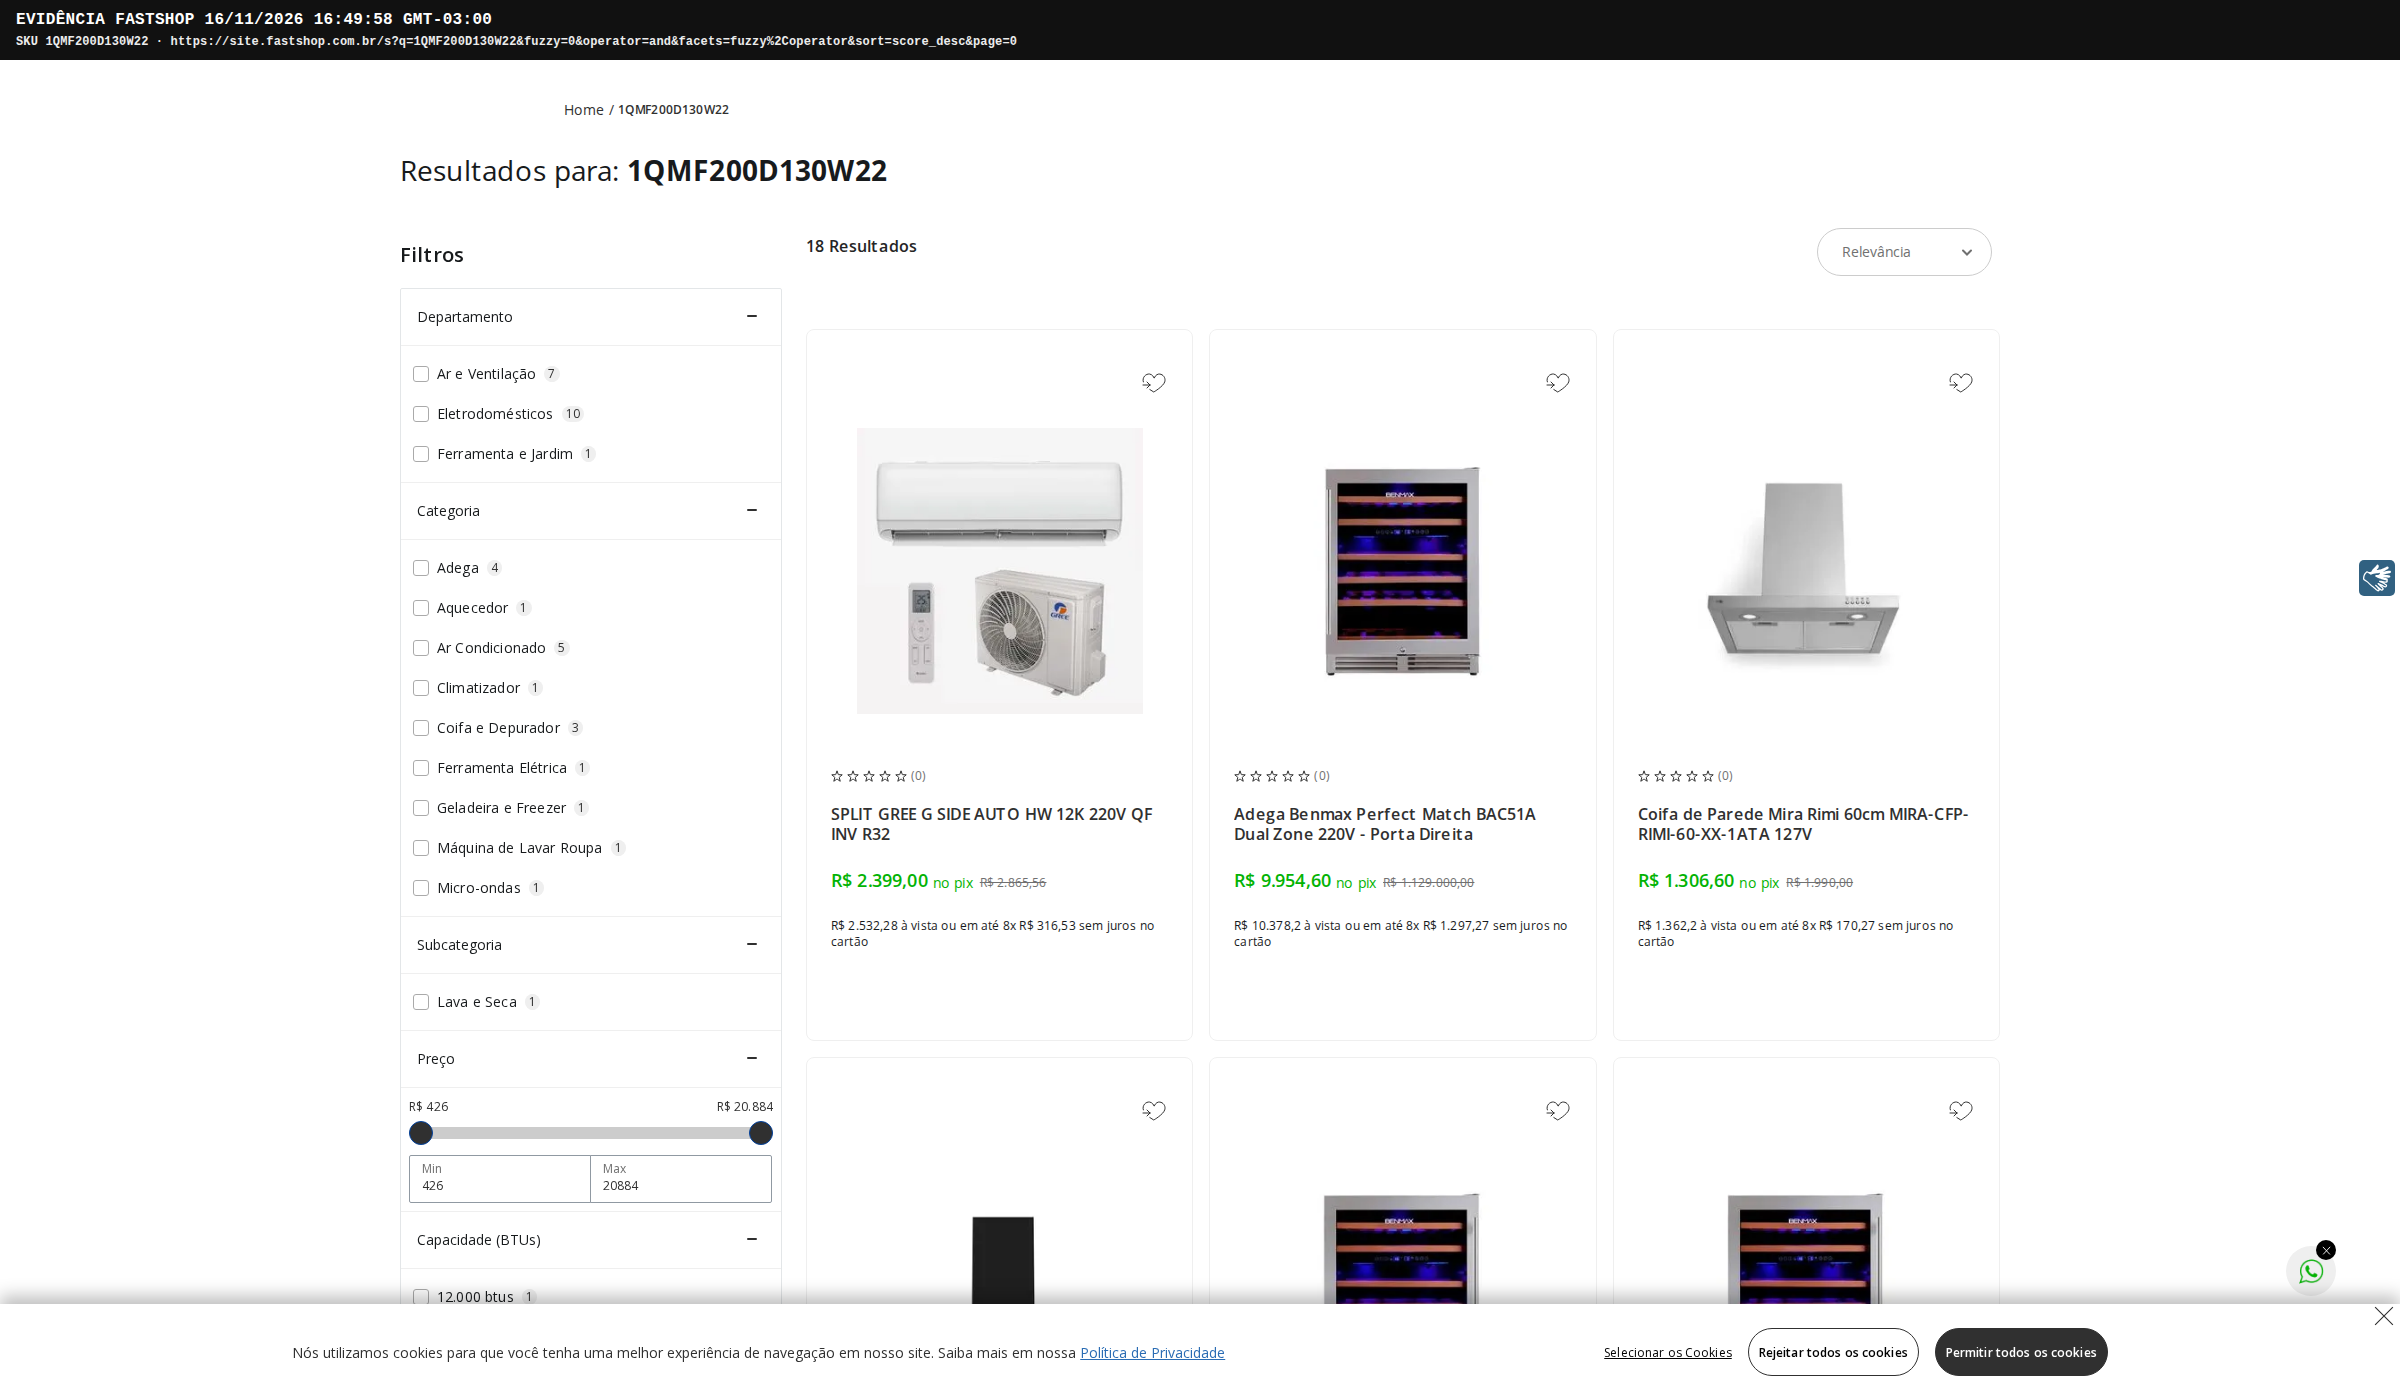 EVIDÊNCIA FASTSHOP 16/11/2026 16:49:58 GMT-03:00
SKU 1QMF200D130W22 · https://site.fastshop.com.br/s?q=1QMF200D130W22&fuzzy=0&operator=and&facets=fuzzy%2Coperator&sort=score_desc&page=0
Home / 1QMF200D130W22
Resultados para: 1QMF200D130W22
Filtros
18 Resultados
Relevância
Departamento
Ar e Ventilação 7
Eletrodomésticos 10
Ferramenta e Jardim 1
Categoria
Adega 4
Aquecedor 1
Ar Condicionado 5
Climatizador 1
Coifa e Depurador 3
Ferramenta Elétrica 1
Geladeira e Freezer 1
Máquina de Lavar Roupa 1
Micro-ondas 1
Subcategoria
Lava e Seca 1
Preço
R$ 426 R$ 20.884
Min
426
Max
20884
Capacidade (BTUs)
12.000 btus 1
GREE
(0)
SPLIT GREE G SIDE AUTO HW 12K 220V QF
INV R32
R$ 2.399,00 no pix R$ 2.865,56
R$ 2.532,28 à vista ou em até 8x R$ 316,53 sem juros no
cartão
BENMAX
(0)
Adega Benmax Perfect Match BAC51A
Dual Zone 220V - Porta Direita
R$ 9.954,60 no pix R$ 1.129.000,00
R$ 10.378,2 à vista ou em até 8x R$ 1.297,27 sem juros no
cartão
(0)
Coifa de Parede Mira Rimi 60cm MIRA-CFP-
RIMI-60-XX-1ATA 127V
R$ 1.306,60 no pix R$ 1.990,00
R$ 1.362,2 à vista ou em até 8x R$ 170,27 sem juros no
cartão
BENMAX
BENMAX
Nós utilizamos cookies para que você tenha uma melhor experiência de navegação em nosso site. Saiba mais em nossa Política de Privacidade
Selecionar os Cookies
Rejeitar todos os cookies
Permitir todos os cookies